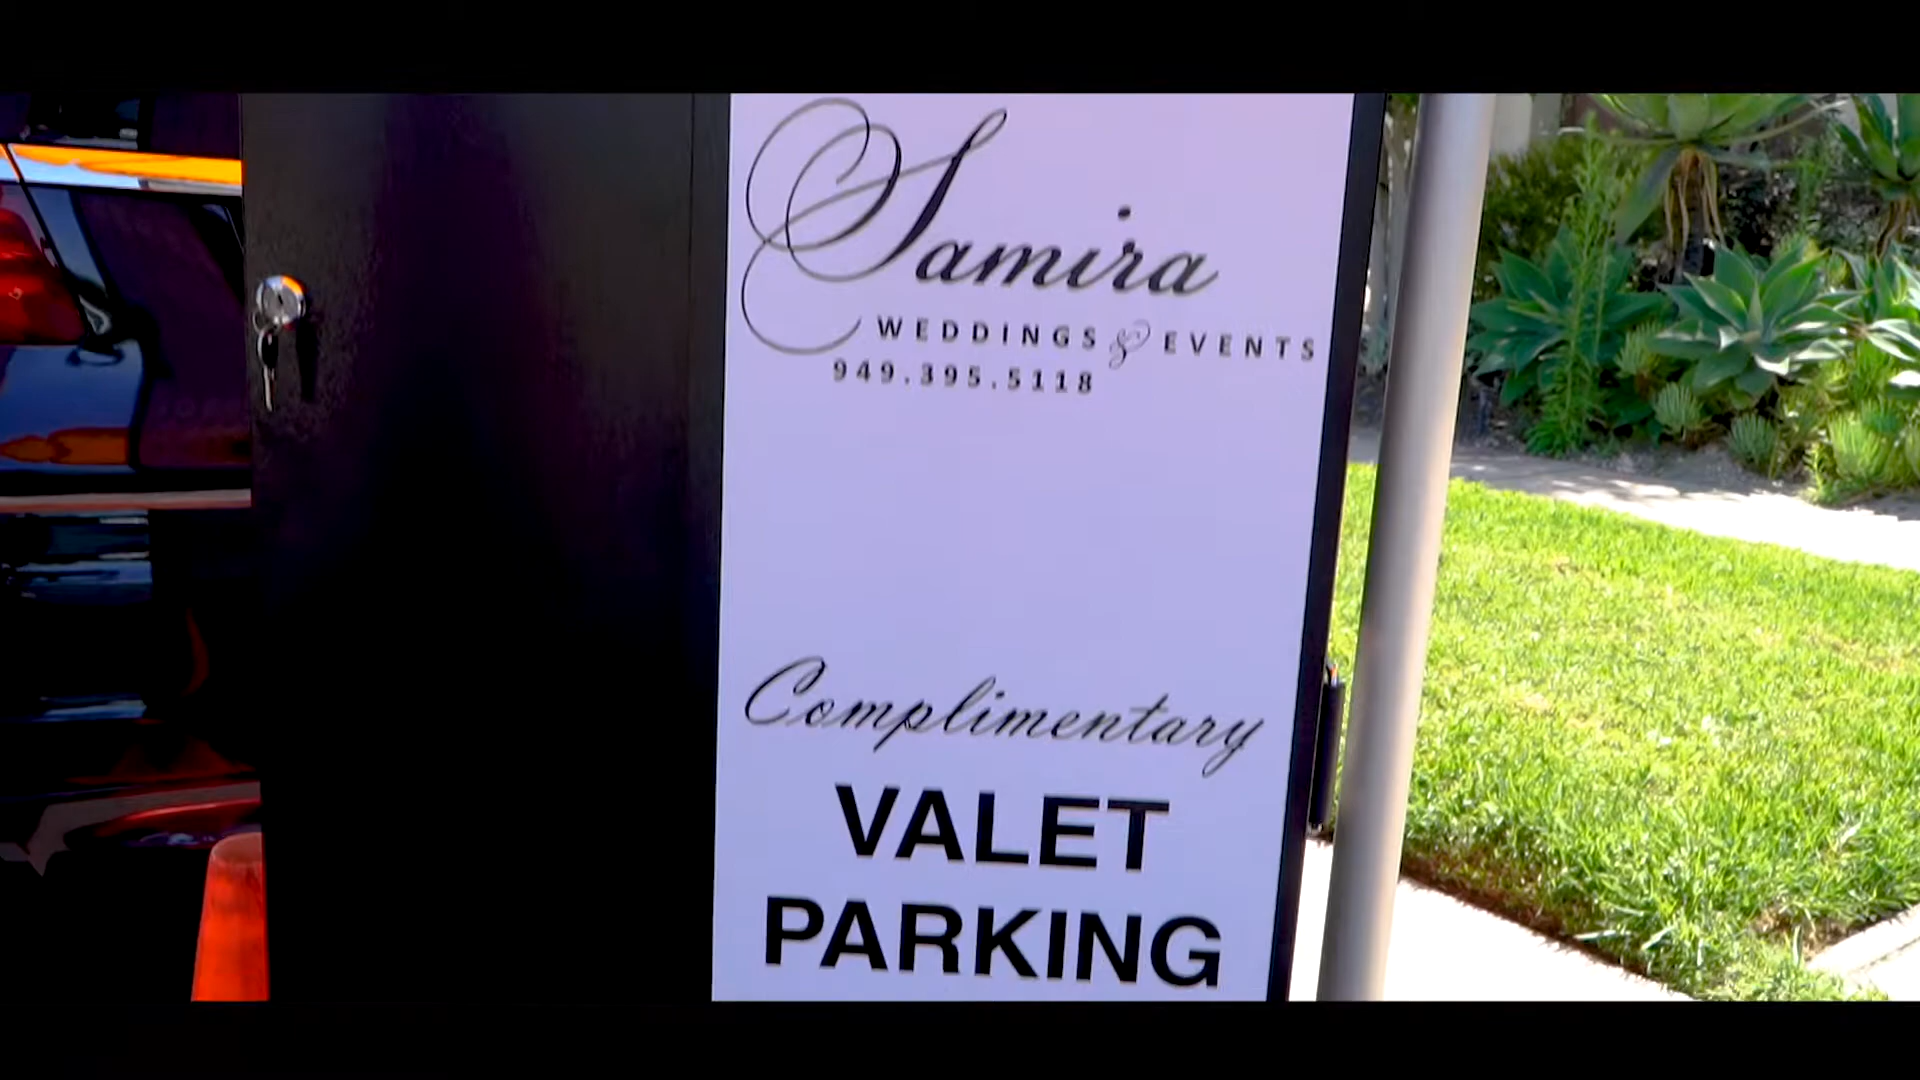 Samira
WEDDINGS & EVENTS
949.395.5118
Complimentary
VALET
PARKING